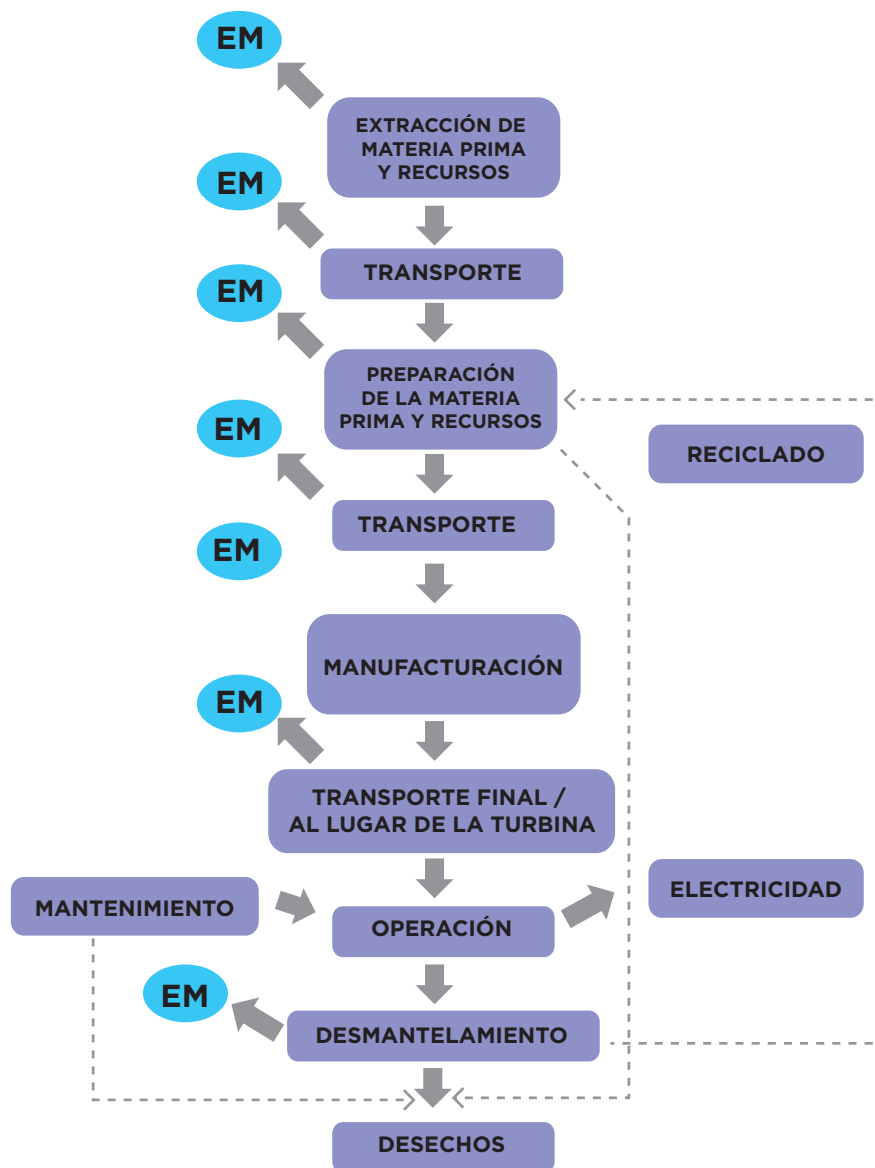 EM
EXTRACCIÓN DE
MATERIA PRIMA
Y RECURSOS
EM
TRANSPORTE
EM
PREPARACIÓN
DE LA MATERIA
PRIMA Y RECURSOS
EM
RECICLADO
TRANSPORTE
EM
MANUFACTURACIÓN
EM
TRANSPORTE FINAL /
AL LUGAR DE LA TURBINA
MANTENIMIENTO
OPERACIÓN
ELECTRICIDAD
EM
DESMANTELAMIENTO
DESECHOS